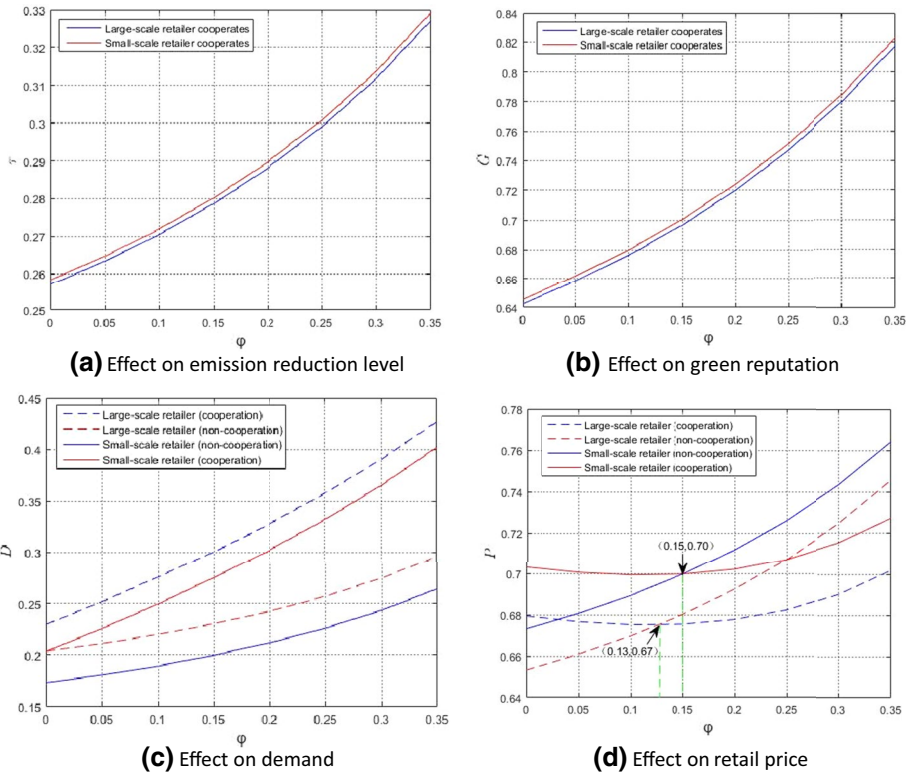 0.33
0.32
0.31
0.3
0.29
0.28
0.27
0.26
0.25
τ
Large-scale retailer cooperates
Small-scale retailer cooperates
0 0.05 0.1 0.15 0.2 0.25 0.3 0.35
φ
(a) Effect on emission reduction level
0.84
0.82
0.8
0.78
0.76
0.74
0.72
0.7
0.68
0.66
0.64
G
Large-scale retailer cooperates
Small-scale retailer cooperates
0 0.05 0.1 0.15 0.2 0.25 0.3 0.35
φ
(b) Effect on green reputation
0.45
0.4
0.35
0.3
0.25
0.2
0.15
D
Large-scale retailer (cooperation)
Large-scale retailer (non-cooperation)
Small-scale retailer (non-cooperation)
Small-scale retailer (cooperation)
0 0.05 0.1 0.15 0.2 0.25 0.3 0.35
φ
(c) Effect on demand
0.78
0.76
0.74
0.72
0.7
0.68
0.66
0.64
P
Large-scale retailer (cooperation)
Large-scale retailer (non-cooperation)
Small-scale retailer (non-cooperation)
Small-scale retailer (cooperation)
(0.15,0.70)
(0.13,0.67)
0 0.05 0.1 0.15 0.2 0.25 0.3 0.35
φ
(d) Effect on retail price